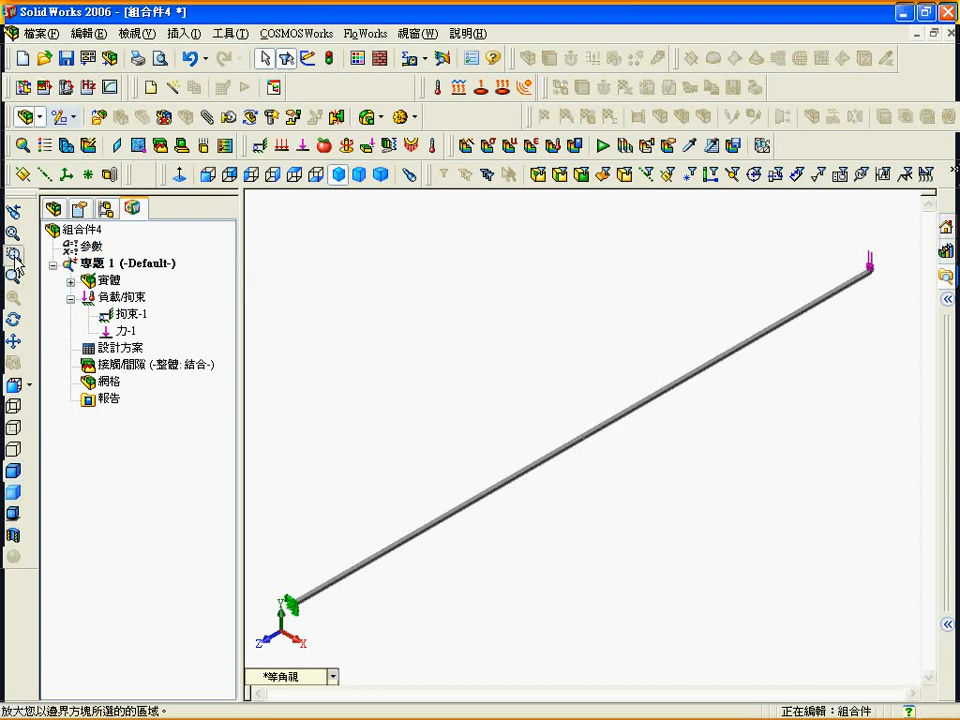 SolidWorks 2006 - [組合件4 *]
檔案(F) 編輯(E) 檢視(V) 插入(I) 工具(T) COSMOSWorks FloWorks 視窗(W) 說明(H)
組合件4
參數
專題 1 (-Default-)
實體
負載/拘束
拘束-1
力-1
設計方案
接觸/間隙 (-整體: 結合-)
網格
報告
Y
Z
X
*等角視
放大您以邊界方塊所選的的區域。
正在編輯：組合件